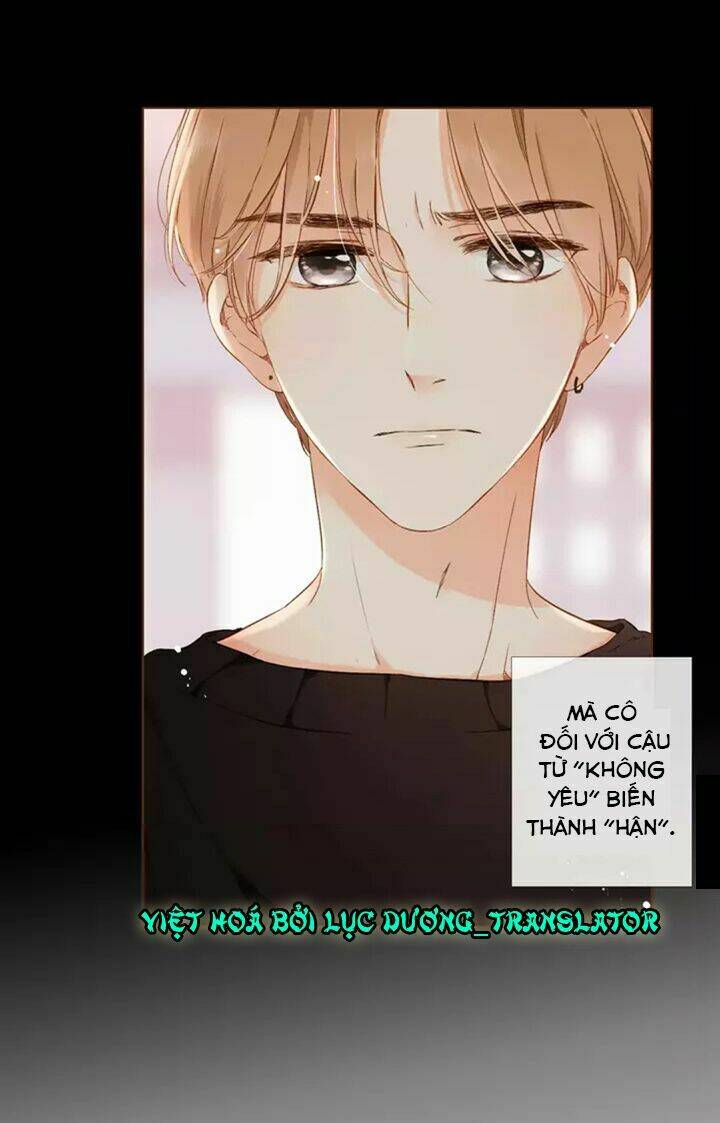 MÀ CÔ
ĐỐI VỚI CẬU
TỪ "KHÔNG
YÊU" BIẾN
THÀNH "HẬN".
VIỆT HOÁ BỞI LỤC DƯƠNG_TRANSLATOR